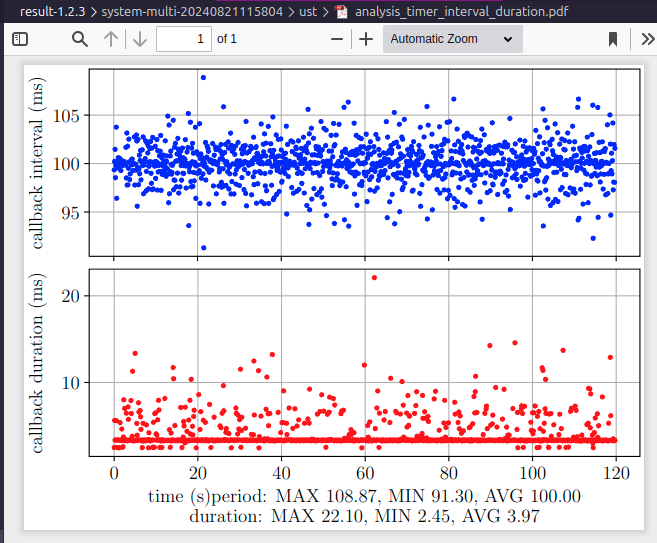 result-1.2.3 > system-multi-20240821115804 > ust > analysis_timer_interval_duration.pdf
1 of 1
Automatic Zoom
callback interval (ms)
105
100
95
callback duration (ms)
20
10
0 20 40 60 80 100 120
time (s)period: MAX 108.87, MIN 91.30, AVG 100.00
duration: MAX 22.10, MIN 2.45, AVG 3.97